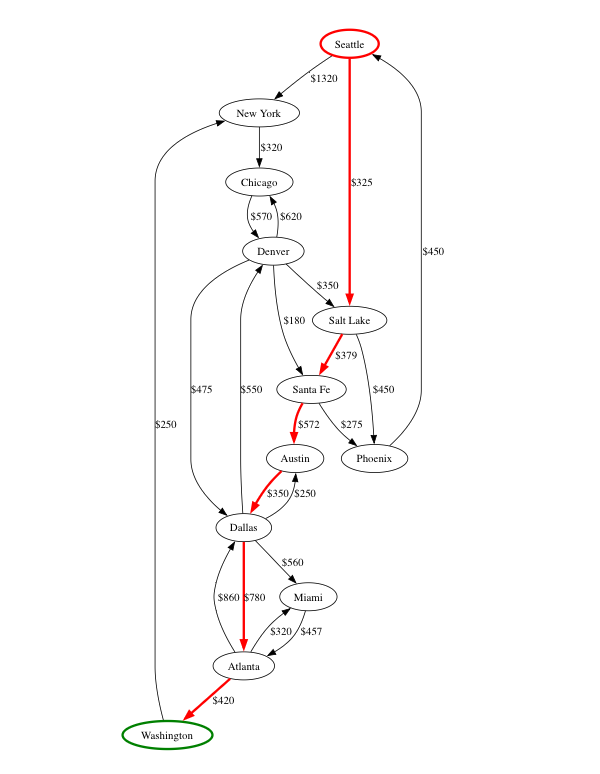 Seattle
$1320
New York
$320
Chicago
$325
$570 $620
$450
Denver
$350
$180
Salt Lake
$379
$475 $550
Santa Fe
$450
$250
$572 $275
Austin
Phoenix
$350 $250
Dallas
$560
$860 $780
Miami
$320 $457
Atlanta
$420
Washington